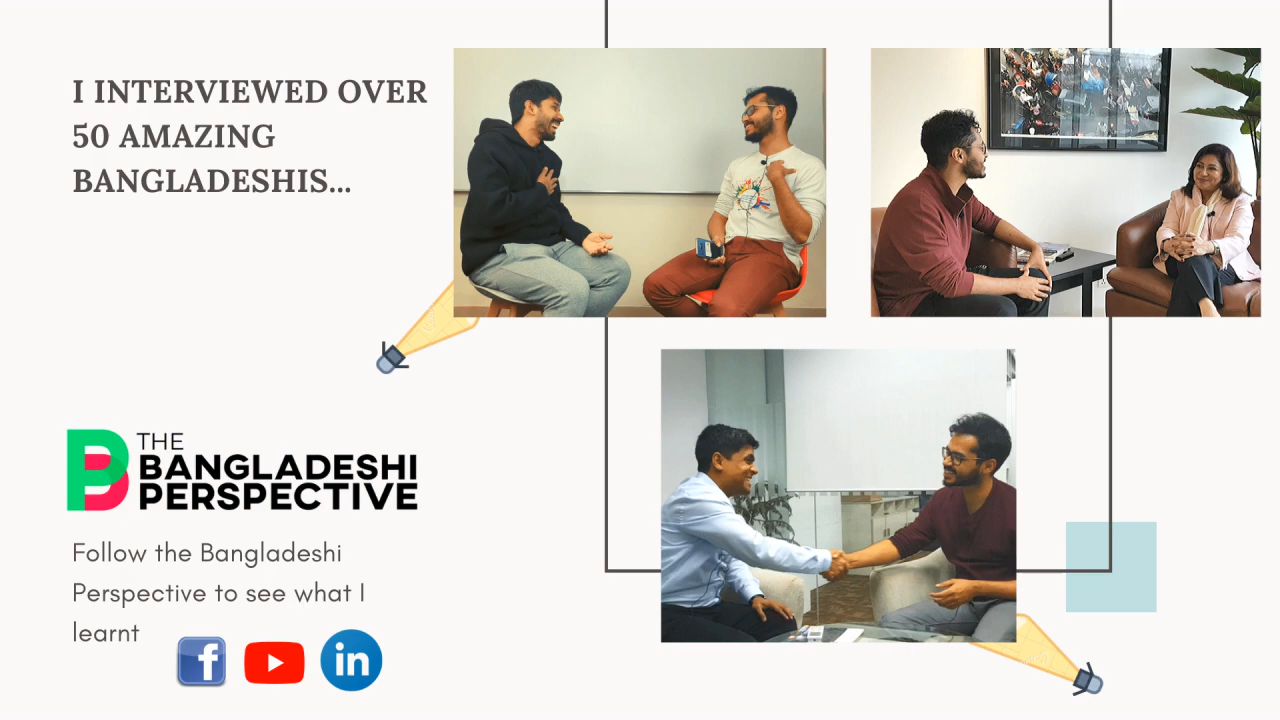 I INTERVIEWED OVER
50 AMAZING
BANGLADESHIS...
THE
BANGLADESHI
PERSPECTIVE
Follow the Bangladeshi
Perspective to see what I
learnt
f
in